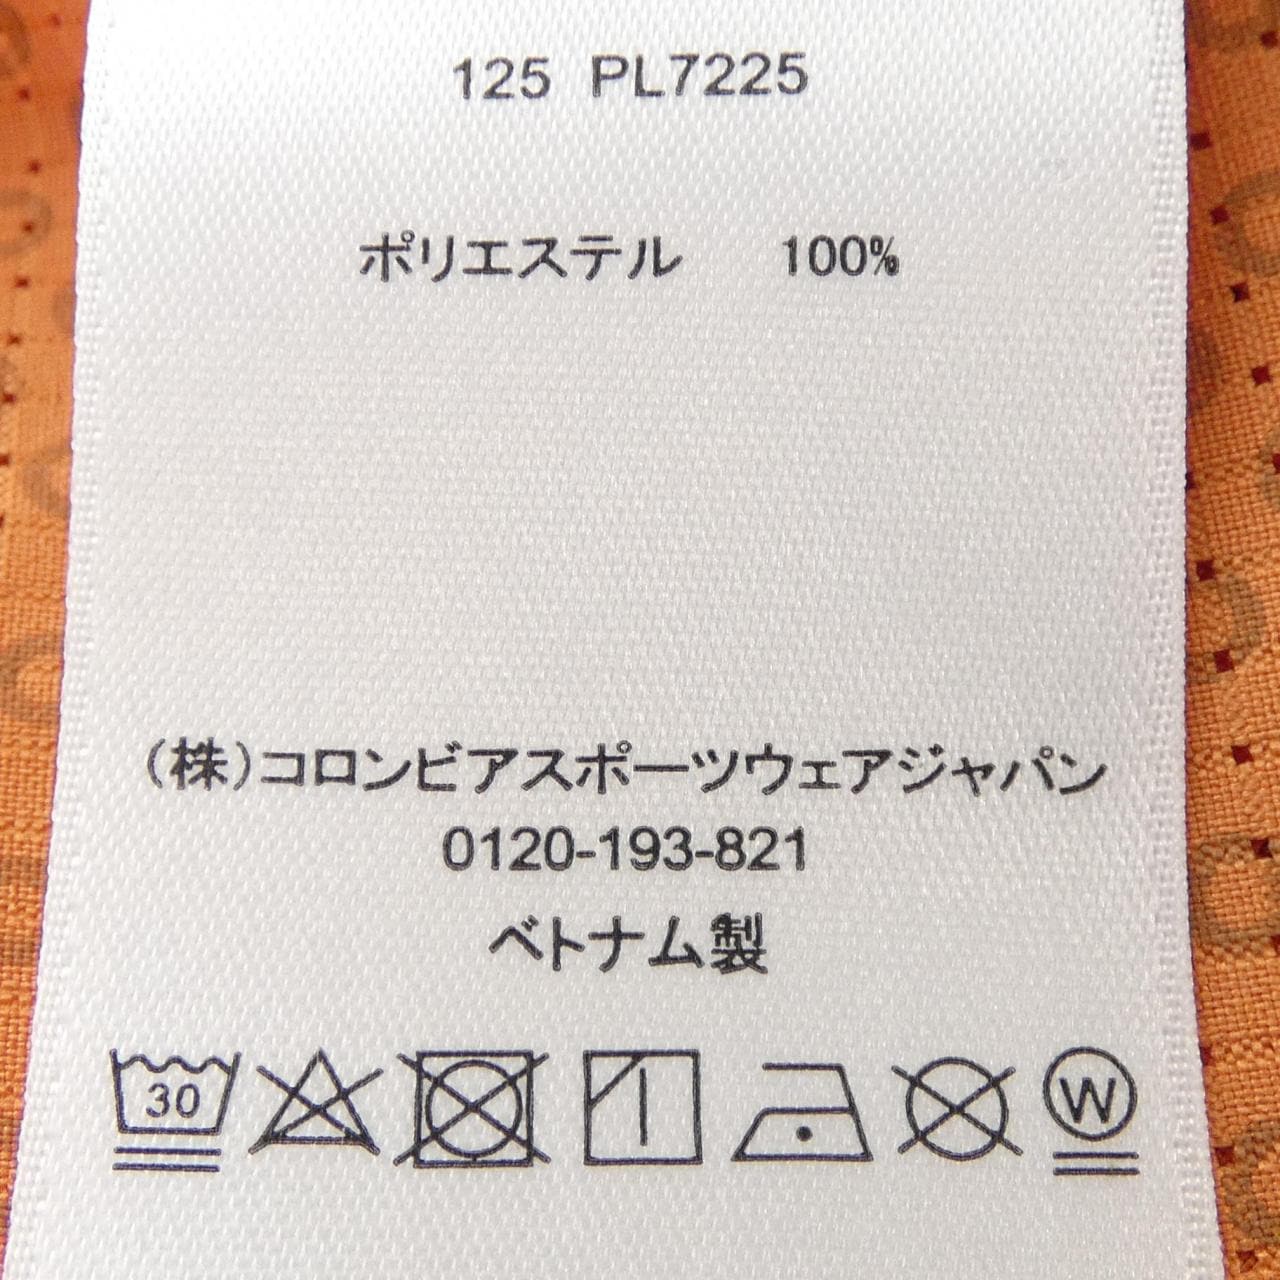 125 PL7225
ポリエステル 100%
(株)コロンビアスポーツウェアジャパン
0120-193-821
ベトナム製
30
W